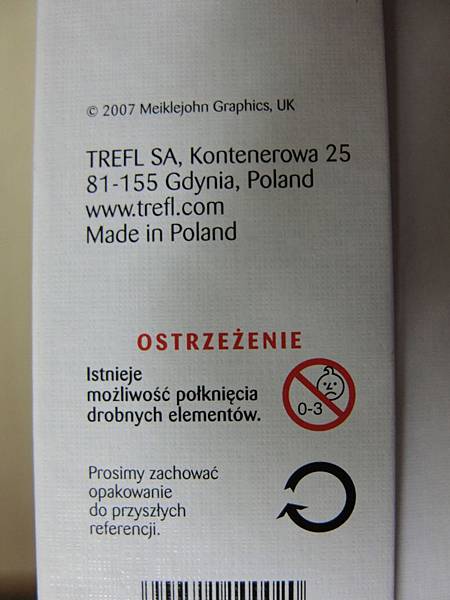 © 2007 Meiklejohn Graphics, UK
TREFL SA, Kontenerowa 25
81-155 Gdynia, Poland
www.trefl.com
Made in Poland
OSTRZEŻENIE
Istnieje
możliwość połknięcia
drobnych elementów.
0-3
Prosimy zachować
opakowanie
do przyszłych
referencji.